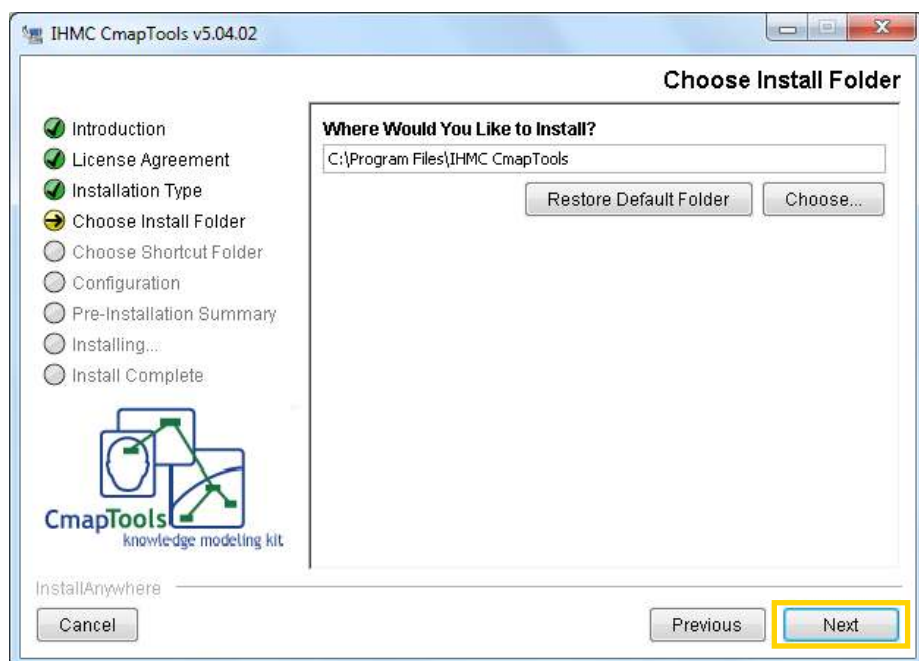 IHMC CmapTools v5.04.02
Choose Install Folder
Introduction
License Agreement
Installation Type
Choose Install Folder
Choose Shortcut Folder
Configuration
Pre-Installation Summary
Installing...
Install Complete
CmapTools
knowledge modeling kit
Where Would You Like to Install?
C:\Program Files\IHMC CmapTools
Restore Default Folder Choose...
InstallAnywhere
Cancel Previous Next